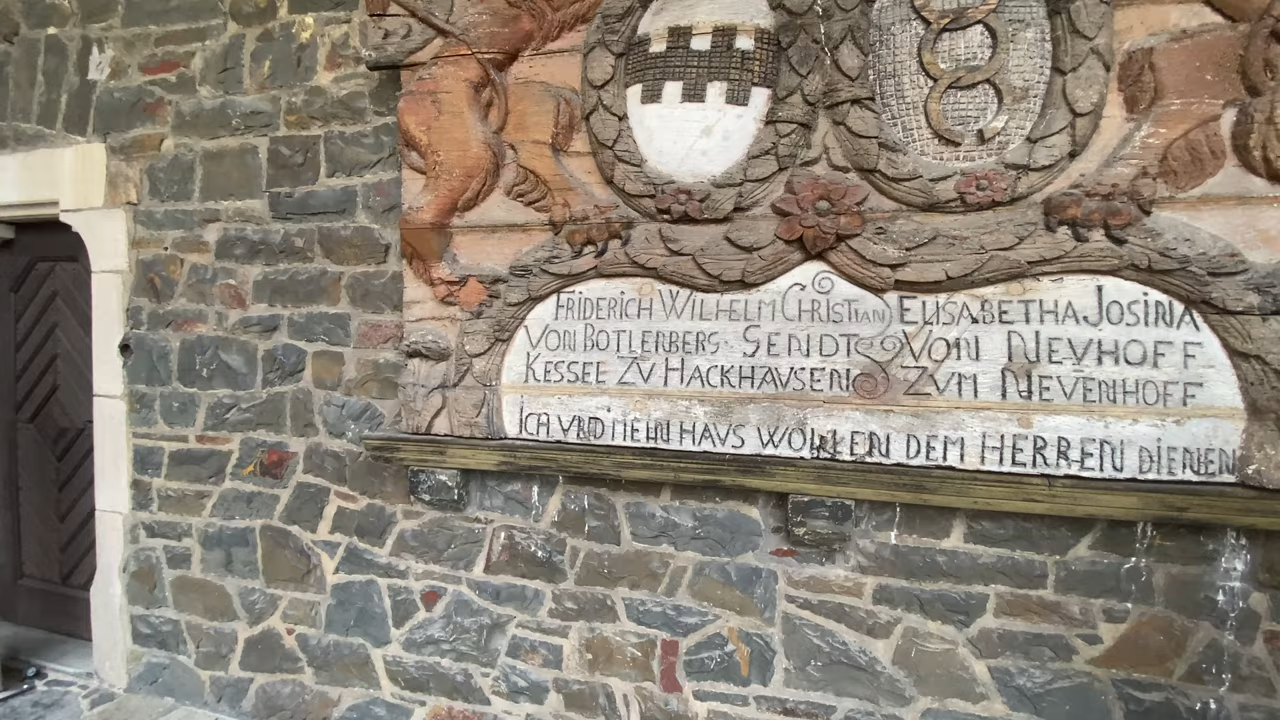 FRIDERICH WILHELM CHRISTIAN
VON BOTLENBERG · SENDT
KESSEL ZV HACKHAVSEN
ELISABETHA JOSINA
VON NEVHOFF
ZVM NEVENHOFF
ICH VND MEIN HAVS WOLLEN DEM HERREN DIENEN